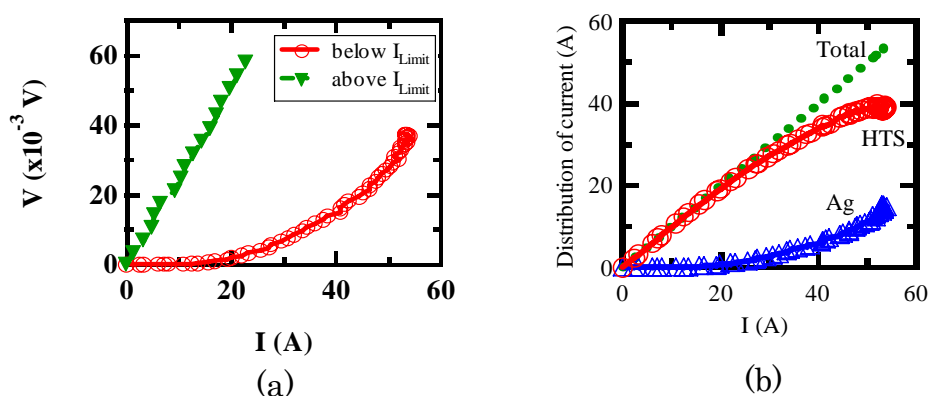 V (x10⁻³ V)
60
40
20
0
0
20
40
60
I (A)
below I_Limit
above I_Limit
(a)
Distribution of current (A)
60
40
20
0
0
20
40
60
I (A)
Total
HTS
Ag
(b)